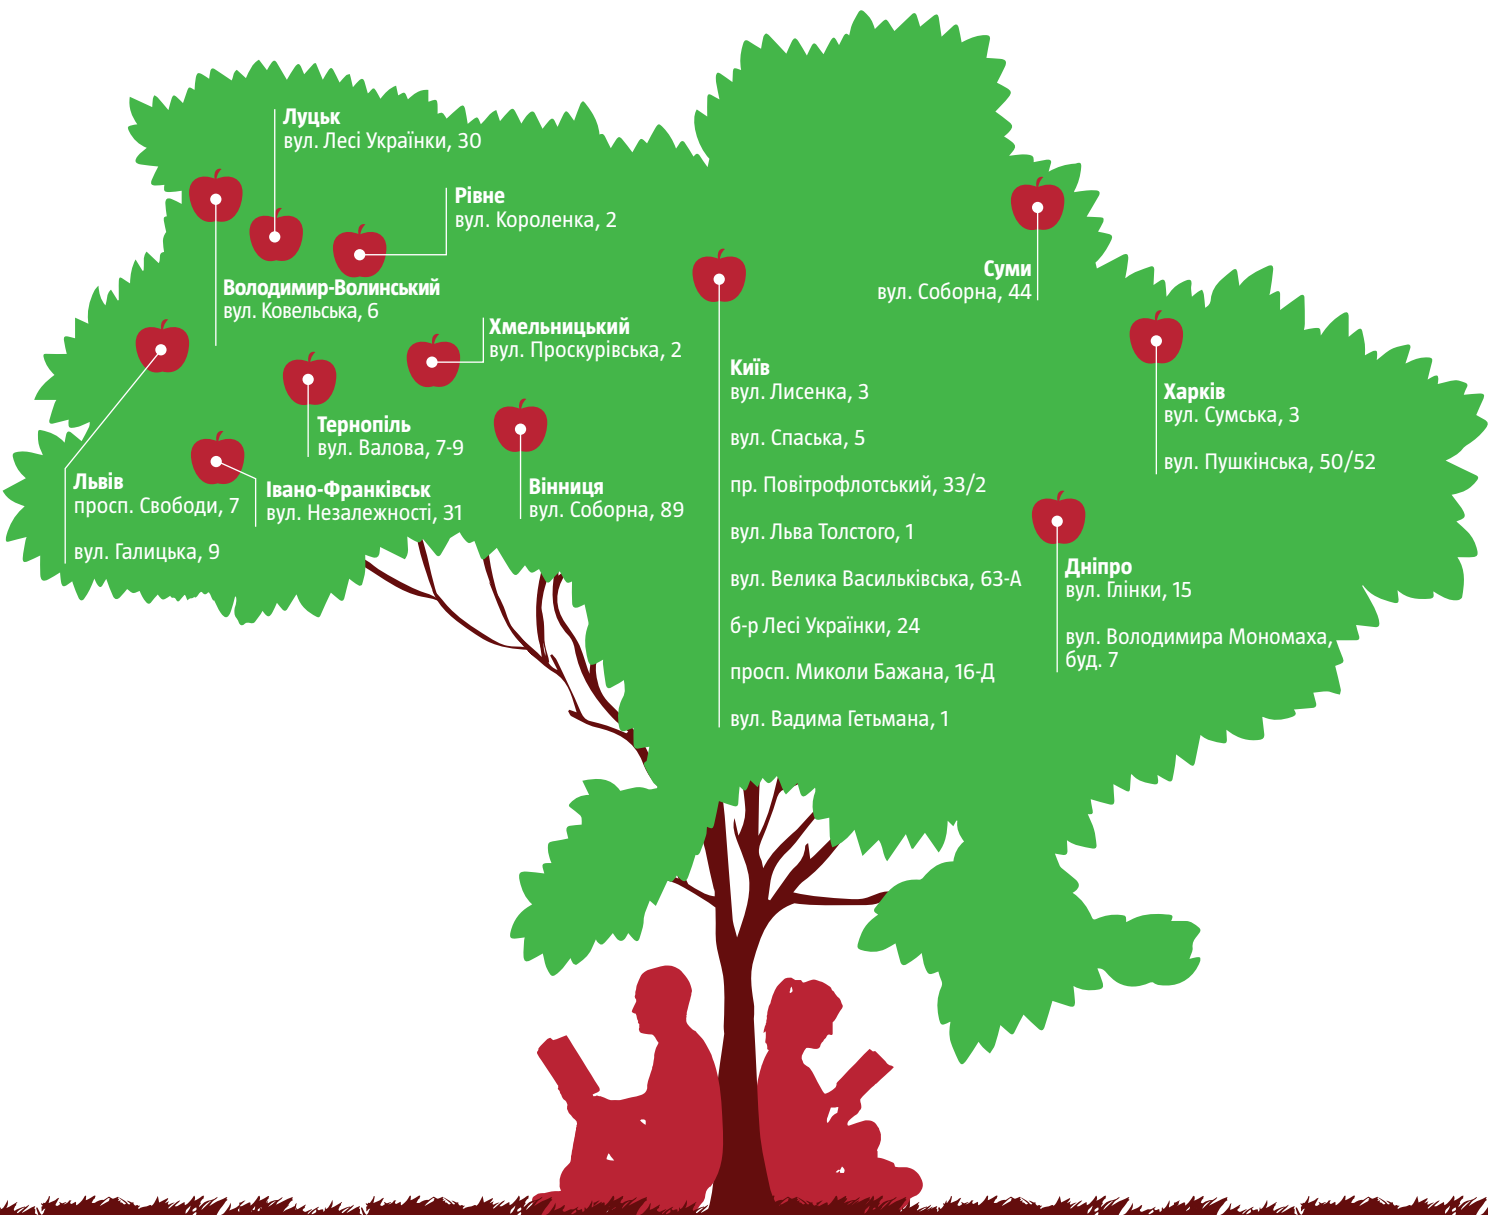 Луцьк
вул. Лесі Українки, 30
Рівне
вул. Короленка, 2
Володимир-Волинський
вул. Ковельська, 6
Суми
вул. Соборна, 44
Хмельницький
вул. Проскурівська, 2
Київ
вул. Лисенка, 3
вул. Спаська, 5
пр. Повітрофлотський, 33/2
вул. Льва Толстого, 1
вул. Велика Васильківська, 63-А
б-р Лесі Українки, 24
просп. Миколи Бажана, 16-Д
вул. Вадима Гетьмана, 1
Харків
вул. Сумська, 3
вул. Пушкінська, 50/52
Тернопіль
вул. Валова, 7-9
Львів
просп. Свободи, 7
вул. Галицька, 9
Івано-Франківськ
вул. Незалежності, 31
Вінниця
вул. Соборна, 89
Дніпро
вул. Глінки, 15
вул. Володимира Мономаха,
буд. 7